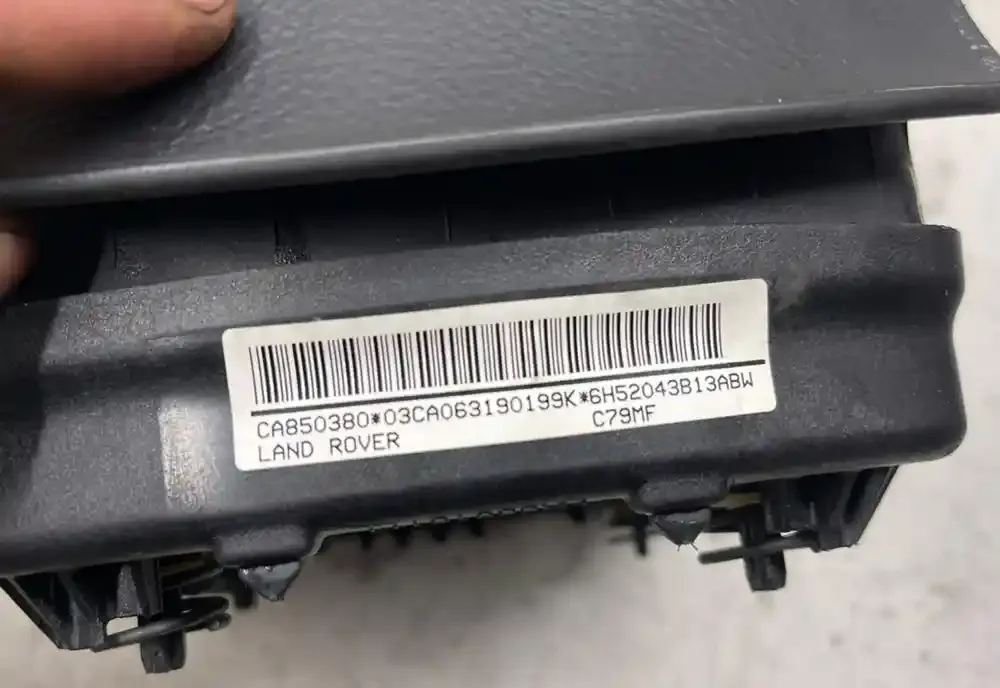 CA850380*03CA063190199K*6H52043B13ABW
LAND ROVER C79MF